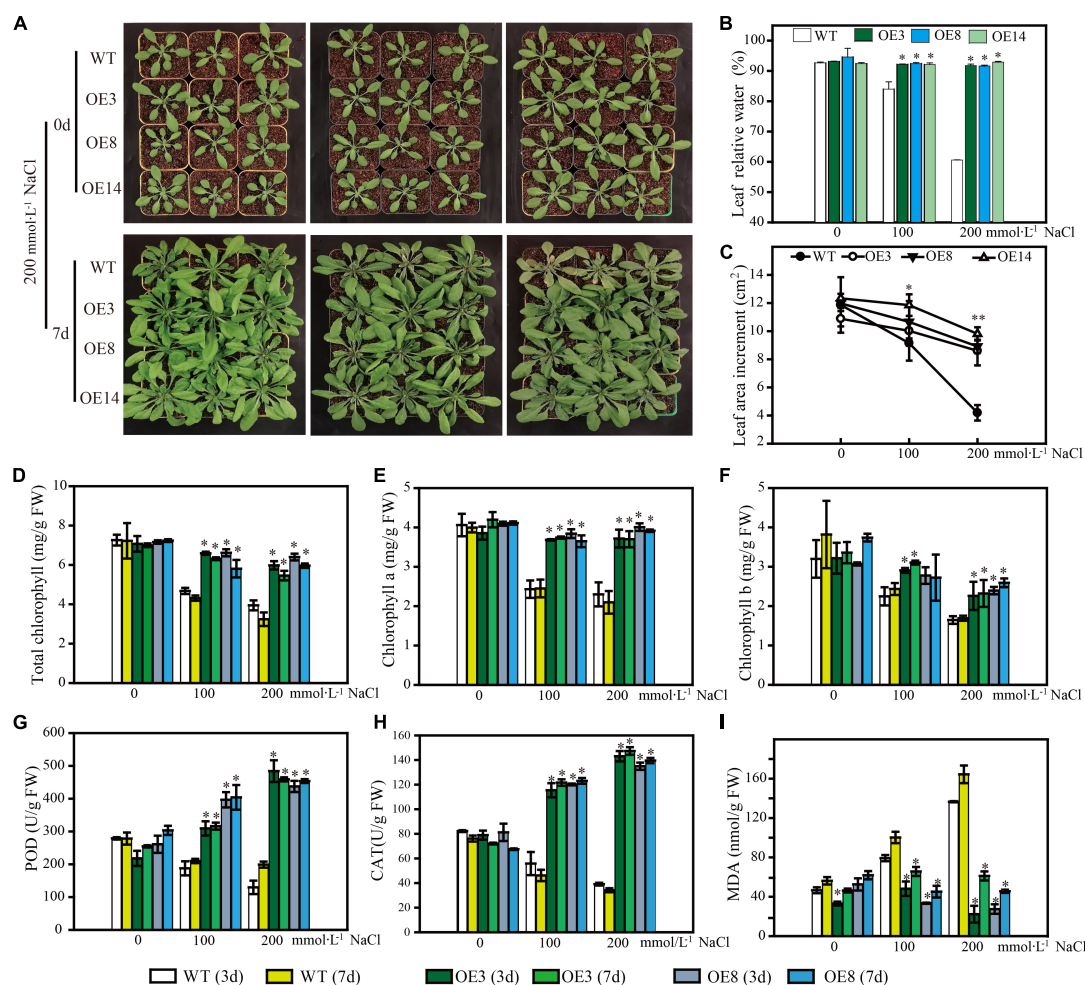 A
200 mmol·L-1 NaCl
0d
WT
OE3
OE8
OE14
7d
WT
OE3
OE8
OE14
B
WT OE3 OE8 OE14
Leaf relative water (%)
100
90
80
70
60
50
40
* * * * * *
0 100 200 mmol·L-1 NaCl
C
WT OE3 OE8 OE14
Leaf area increment (cm2)
14
12
10
8
6
4
2
* **
0 100 200 mmol·L-1 NaCl
D
Total chlorophyll (mg/g FW)
10
8
6
4
2
0
* * * * * * * *
0 100 200 mmol·L-1 NaCl
E
Chlorophyll a (mg/g FW)
5
4
3
2
1
0
* * * * * * * *
0 100 200 mmol·L-1 NaCl
F
Chlorophyll b (mg/g FW)
5
4
3
2
1
0
* * * * * *
0 100 200 mmol·L-1 NaCl
G
POD (U/g FW)
600
500
400
300
200
100
0
* * * * * * * *
0 100 200 mmol·L-1 NaCl
H
CAT(U/g FW)
160
140
120
100
80
60
40
20
0
* * * * * * * *
0 100 200 mmol/L-1 NaCl
I
MDA (nmol/g FW)
160
120
80
40
0
* * * * * * * * *
0 100 200 mmol·L-1 NaCl
WT (3d) WT (7d) OE3 (3d) OE3 (7d) OE8 (3d) OE8 (7d)